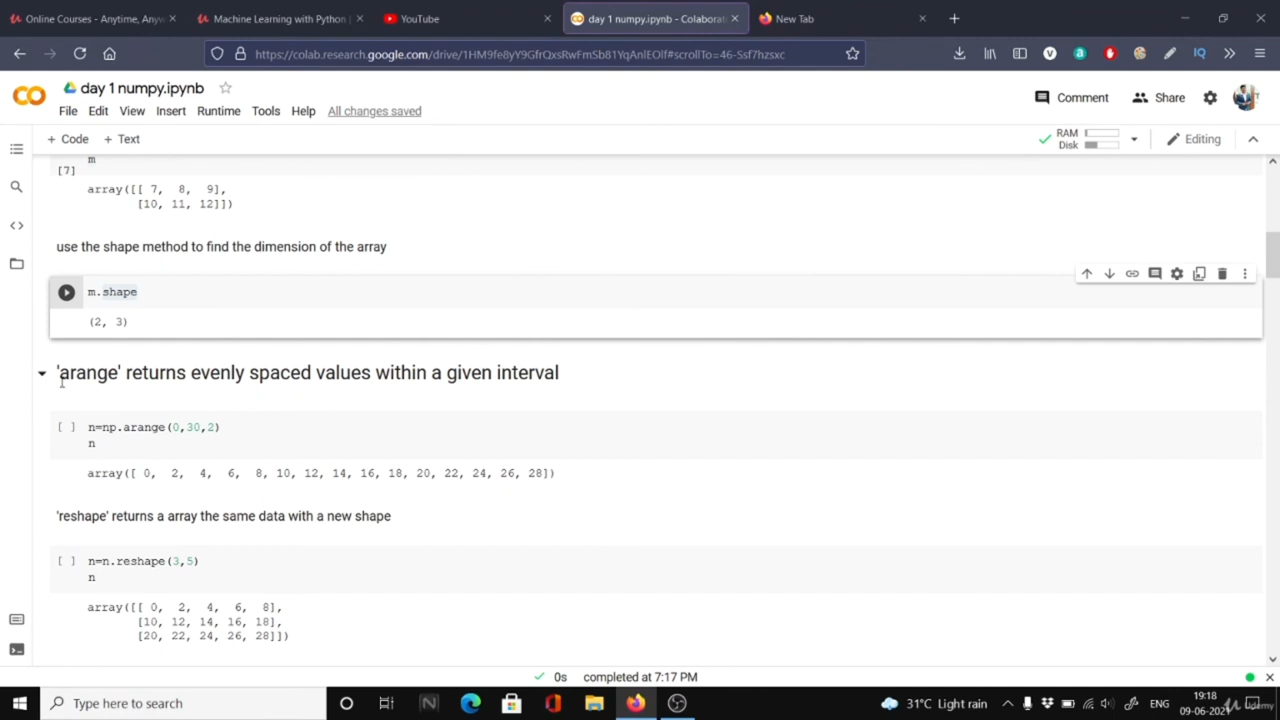 Online Courses - Anytime, Anyw
Machine Learning with Python |
YouTube
day 1 numpy.ipynb - Colaborat
New Tab
https://colab.research.google.com/drive/1HM9fe8yY9GfrQxsRwFmSb81YqAnlEOlf#scrollTo=46-Ssf7hzsxc
day 1 numpy.ipynb
File Edit View Insert Runtime Tools Help All changes saved
Comment Share
+ Code + Text
RAM
Disk
Editing
m
[7]
array([[ 7, 8, 9],
[10, 11, 12]])
use the shape method to find the dimension of the array
m.shape
(2, 3)
'arange' returns evenly spaced values within a given interval
[ ] n=np.arange(0,30,2)
n
array([ 0, 2, 4, 6, 8, 10, 12, 14, 16, 18, 20, 22, 24, 26, 28])
'reshape' returns a array the same data with a new shape
[ ] n=n.reshape(3,5)
n
array([[ 0, 2, 4, 6, 8],
[10, 12, 14, 16, 18],
[20, 22, 24, 26, 28]])
0s completed at 7:17 PM
Type here to search
31°C Light rain
ENG
19:18
09-06-2021
Udemy